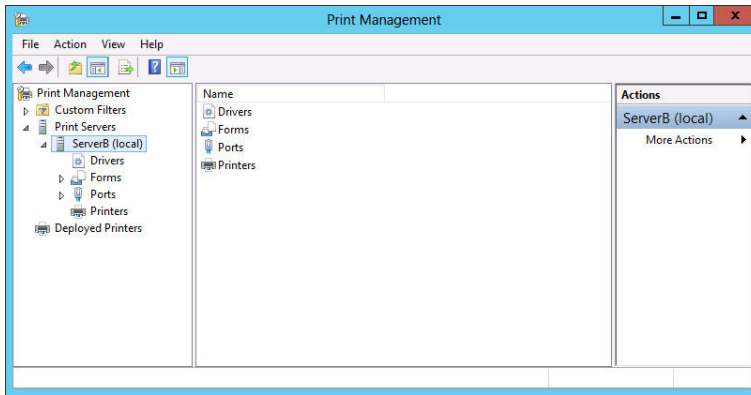 Print Management
File Action View Help
Print Management
Custom Filters
Print Servers
ServerB (local)
Drivers
Forms
Ports
Printers
Deployed Printers
Name
Drivers
Forms
Ports
Printers
Actions
ServerB (local)
More Actions